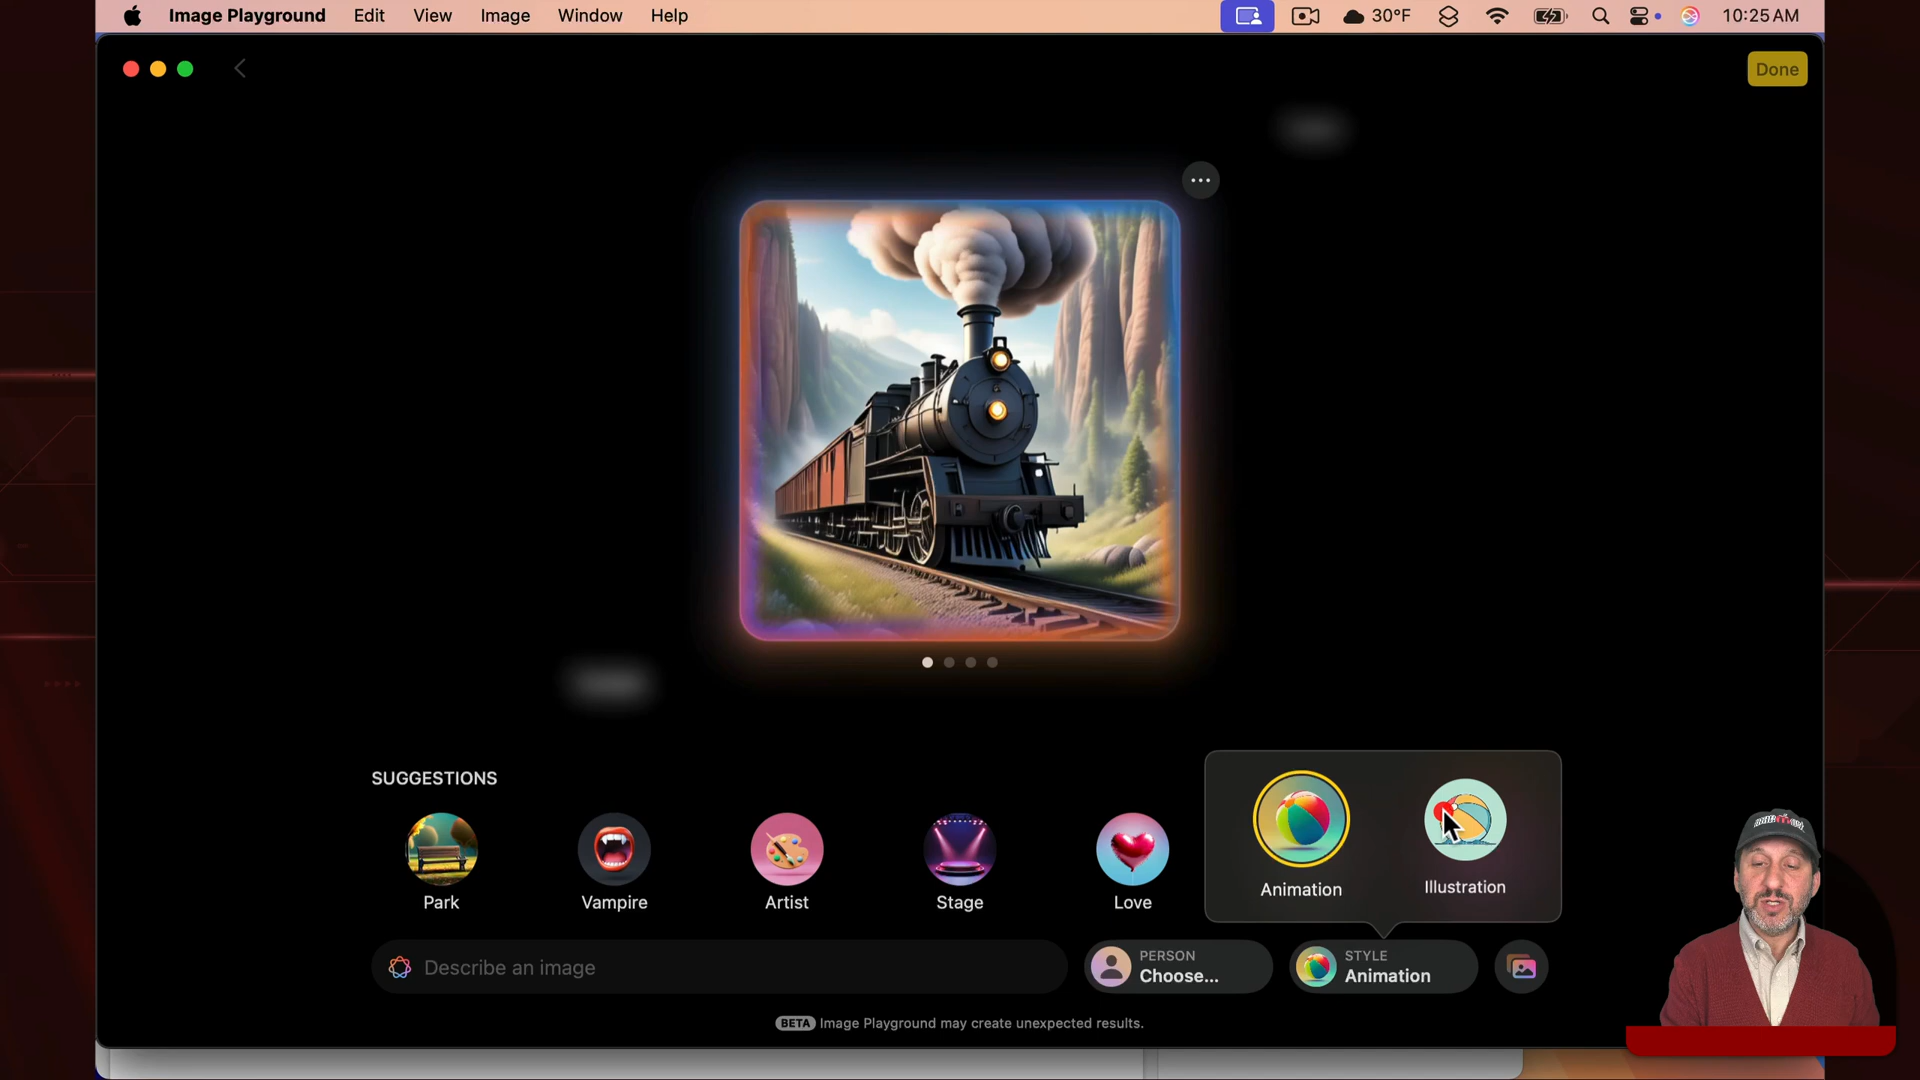 Image Playground Edit View Image Window Help 30°F 10:25 AM
Done
SUGGESTIONS
Park
Vampire
Artist
Stage
Love
Animation
Illustration
Describe an image
PERSON
Choose...
STYLE
Animation
BETA Image Playground may create unexpected results.